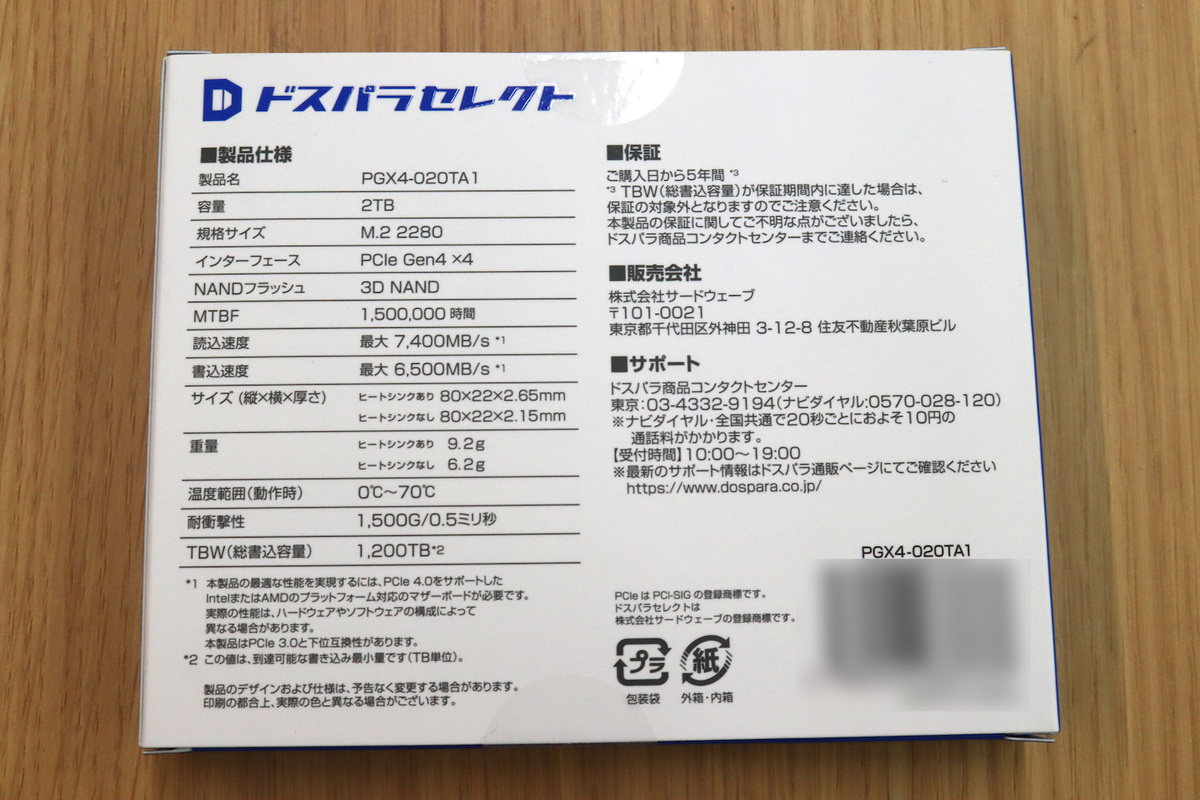 D ドスパラセレクト
■製品仕様
製品名 PGX4-020TA1
容量 2TB
規格サイズ M.2 2280
インターフェース PCIe Gen4 ×4
NANDフラッシュ 3D NAND
MTBF 1,500,000 時間
読込速度 最大 7,400MB/s *1
書込速度 最大 6,500MB/s *1
サイズ (縦×横×厚さ) ヒートシンクあり 80×22×2.65mm
ヒートシンクなし 80×22×2.15mm
重量 ヒートシンクあり 9.2g
ヒートシンクなし 6.2g
温度範囲(動作時) 0℃～70℃
耐衝撃性 1,500G/0.5ミリ秒
TBW(総書込容量) 1,200TB*2
*1 本製品の最適な性能を実現するには、PCIe 4.0をサポートした
IntelまたはAMDのプラットフォーム対応のマザーボードが必要です。
実際の性能は、ハードウェアやソフトウェアの構成によって
異なる場合があります。
本製品はPCIe 3.0と下位互換性があります。
*2 この値は、到達可能な書き込み最小量です(TB単位)。
製品のデザインおよび仕様は、予告なく変更する場合があります。
印刷の都合上、実際の色と異なる場合がございます。
■保証
ご購入日から5年間 *3
*3 TBW(総書込容量)が保証期間内に達した場合は、
保証の対象外となりますのでご注意ください。
本製品の保証に関してご不明な点がございましたら、
ドスパラ商品コンタクトセンターまでご連絡ください。
■販売会社
株式会社サードウェーブ
〒101-0021
東京都千代田区外神田 3-12-8 住友不動産秋葉原ビル
■サポート
ドスパラ商品コンタクトセンター
東京:03-4332-9194(ナビダイヤル:0570-028-120)
※ナビダイヤル・全国共通で20秒ごとにおよそ10円の
通話料がかかります。
【受付時間】10:00～19:00
※最新のサポート情報はドスパラ通販ページにてご確認ください
https://www.dospara.co.jp/
PGX4-020TA1
PCIe は PCI-SIG の登録商標です。
ドスパラセレクトは
株式会社サードウェーブの登録商標です。
プラ 紙
包装袋 外箱・内箱